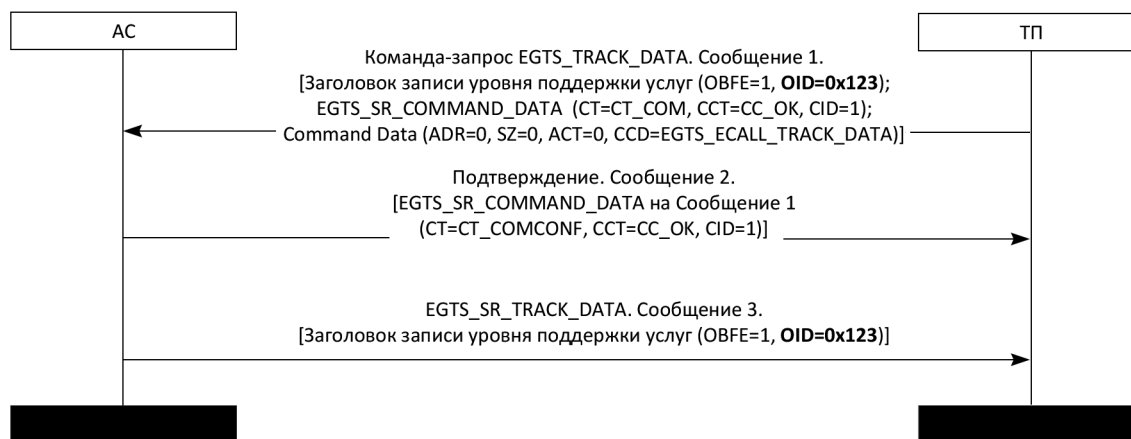 АС
ТП
Команда-запрос EGTS_TRACK_DATA. Сообщение 1.
[Заголовок записи уровня поддержки услуг (OBFE=1, OID=0x123);
EGTS_SR_COMMAND_DATA (CT=CT_COM, CCT=CC_OK, CID=1);
Command Data (ADR=0, SZ=0, ACT=0, CCD=EGTS_ECALL_TRACK_DATA)]
Подтверждение. Сообщение 2.
[EGTS_SR_COMMAND_DATA на Сообщение 1
(CT=CT_COMCONF, CCT=CC_OK, CID=1)]
EGTS_SR_TRACK_DATA. Сообщение 3.
[Заголовок записи уровня поддержки услуг (OBFE=1, OID=0x123)]